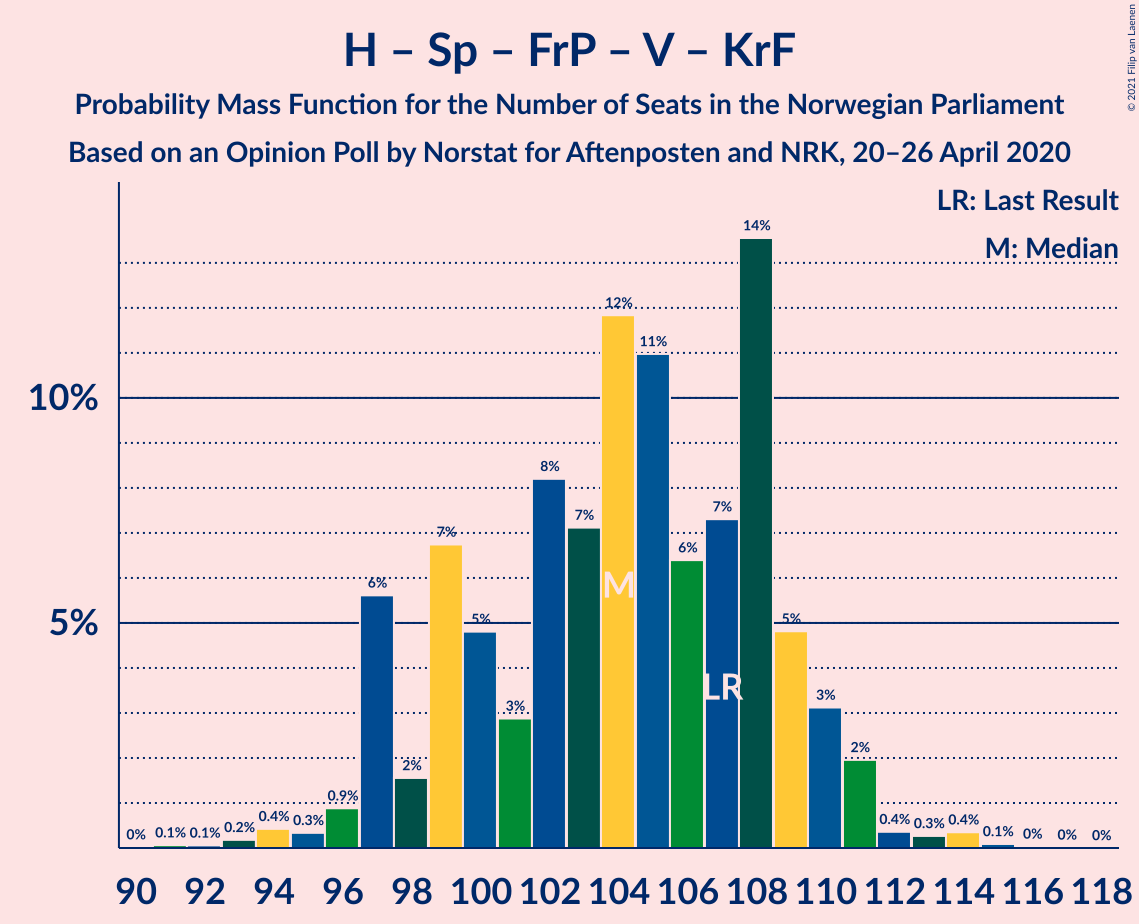 H – Sp – FrP – V – KrF
Probability Mass Function for the Number of Seats in the Norwegian Parliament
Based on an Opinion Poll by Norstat for Aftenposten and NRK, 20–26 April 2020
© 2021 Filip van Laenen
LR: Last Result
M: Median
10%
5%
0% 0.1% 0.1% 0.2% 0.4% 0.3% 0.9% 6% 2% 7% 5% 3% 8% 7% 12% 11% 6% 7% 14% 5% 3% 2% 0.4% 0.3% 0.4% 0.1% 0% 0% 0%
M
LR
90 92 94 96 98 100 102 104 106 108 110 112 114 116 118